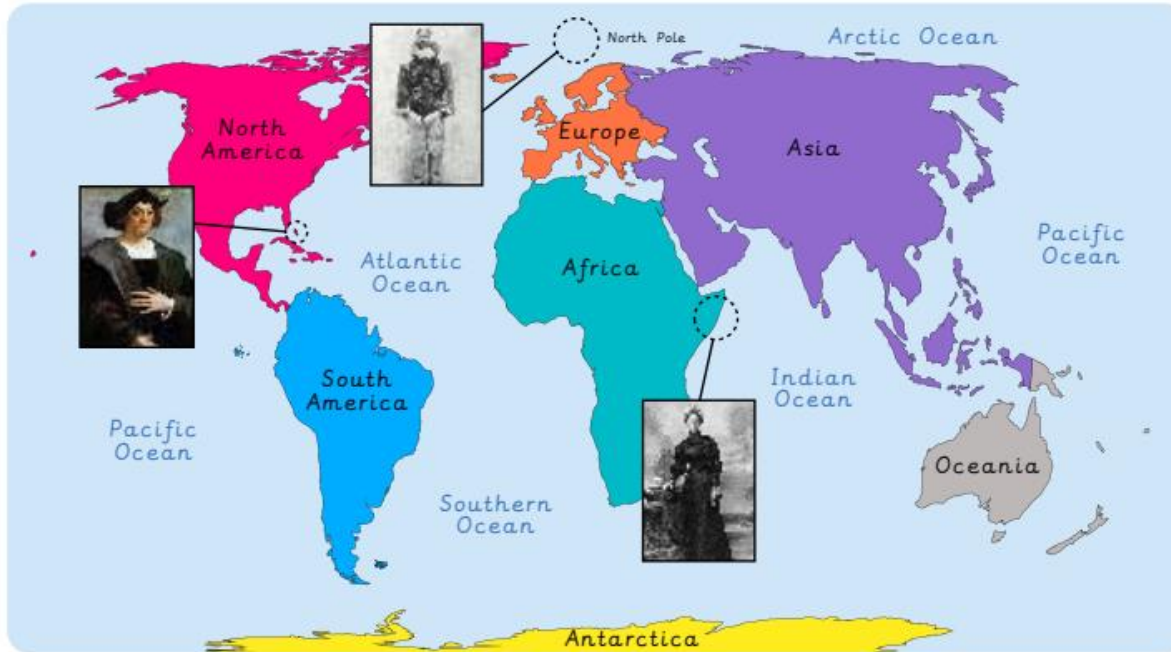 Arctic Ocean
North Pole
North
America
Europe
Asia
Pacific
Ocean
Atlantic
Ocean
Africa
South
America
Indian
Ocean
Pacific
Ocean
Oceania
Southern
Ocean
Antarctica